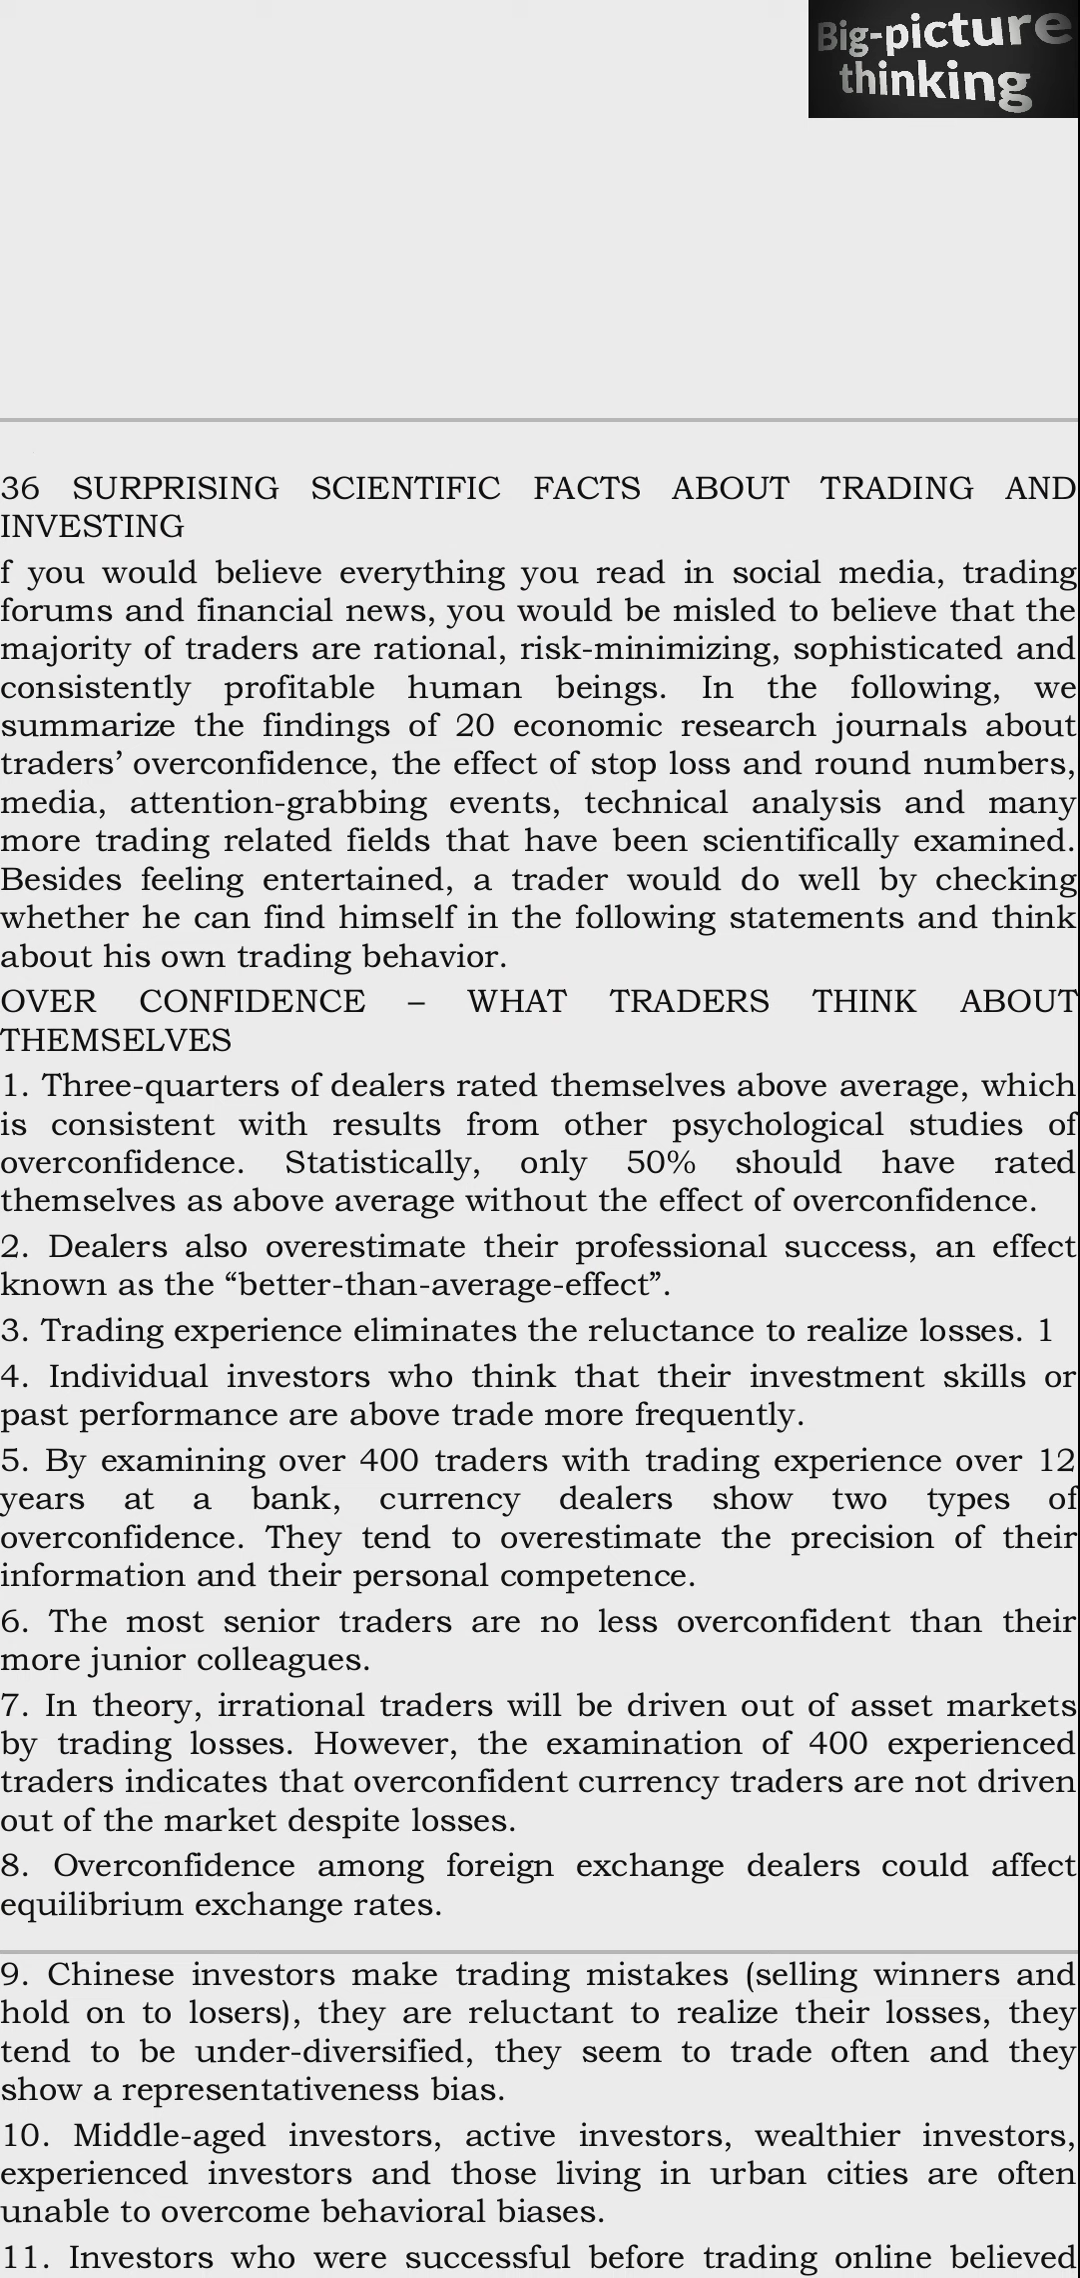 Big-picture
thinking
36 SURPRISING SCIENTIFIC FACTS ABOUT TRADING AND
INVESTING
f you would believe everything you read in social media, trading
forums and financial news, you would be misled to believe that the
majority of traders are rational, risk-minimizing, sophisticated and
consistently profitable human beings. In the following, we
summarize the findings of 20 economic research journals about
traders’ overconfidence, the effect of stop loss and round numbers,
media, attention-grabbing events, technical analysis and many
more trading related fields that have been scientifically examined.
Besides feeling entertained, a trader would do well by checking
whether he can find himself in the following statements and think
about his own trading behavior.
OVER CONFIDENCE – WHAT TRADERS THINK ABOUT
THEMSELVES
1. Three-quarters of dealers rated themselves above average, which
is consistent with results from other psychological studies of
overconfidence. Statistically, only 50% should have rated
themselves as above average without the effect of overconfidence.
2. Dealers also overestimate their professional success, an effect
known as the “better-than-average-effect”.
3. Trading experience eliminates the reluctance to realize losses. 1
4. Individual investors who think that their investment skills or
past performance are above trade more frequently.
5. By examining over 400 traders with trading experience over 12
years at a bank, currency dealers show two types of
overconfidence. They tend to overestimate the precision of their
information and their personal competence.
6. The most senior traders are no less overconfident than their
more junior colleagues.
7. In theory, irrational traders will be driven out of asset markets
by trading losses. However, the examination of 400 experienced
traders indicates that overconfident currency traders are not driven
out of the market despite losses.
8. Overconfidence among foreign exchange dealers could affect
equilibrium exchange rates.
9. Chinese investors make trading mistakes (selling winners and
hold on to losers), they are reluctant to realize their losses, they
tend to be under-diversified, they seem to trade often and they
show a representativeness bias.
10. Middle-aged investors, active investors, wealthier investors,
experienced investors and those living in urban cities are often
unable to overcome behavioral biases.
11. Investors who were successful before trading online believed